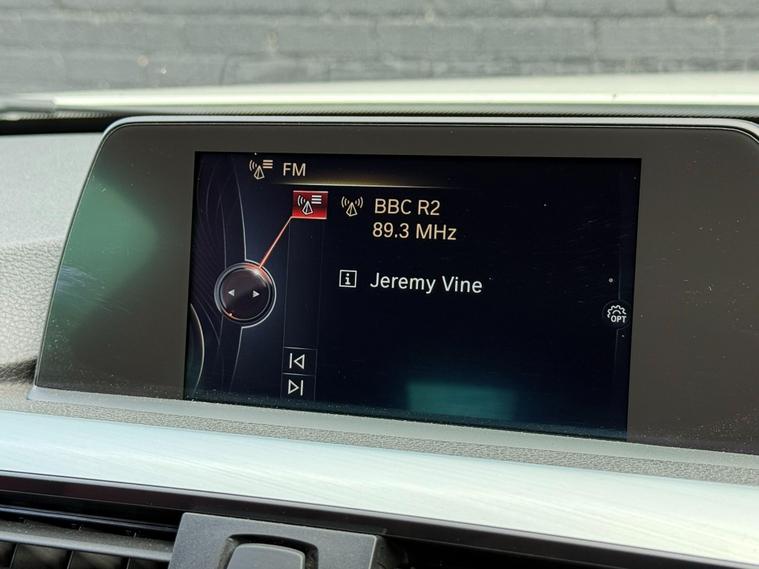 FM
BBC R2
89.3 MHz
Jeremy Vine
OPT